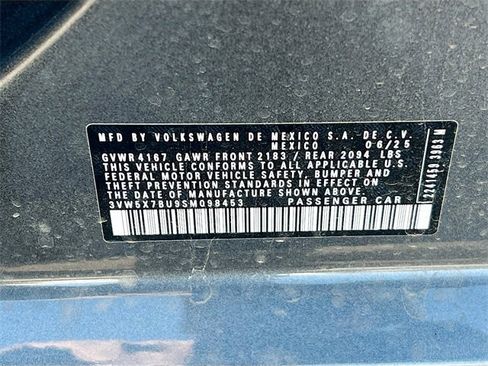 MFD BY VOLKSWAGEN DE MEXICO S.A. DE C.V.
MEXICO 06/25
GVWR 4167 GAWR FRONT 2183 / REAR 2094 LBS
THIS VEHICLE CONFORMS TO ALL APPLICABLE U.S.
FEDERAL MOTOR VEHICLE SAFETY, BUMPER AND
THEFT PREVENTION STANDARDS IN EFFECT ON THE
DATE OF MANUFACTURE SHOWN ABOVE.
3VW5X7BU9SM098453 PASSENGER CAR